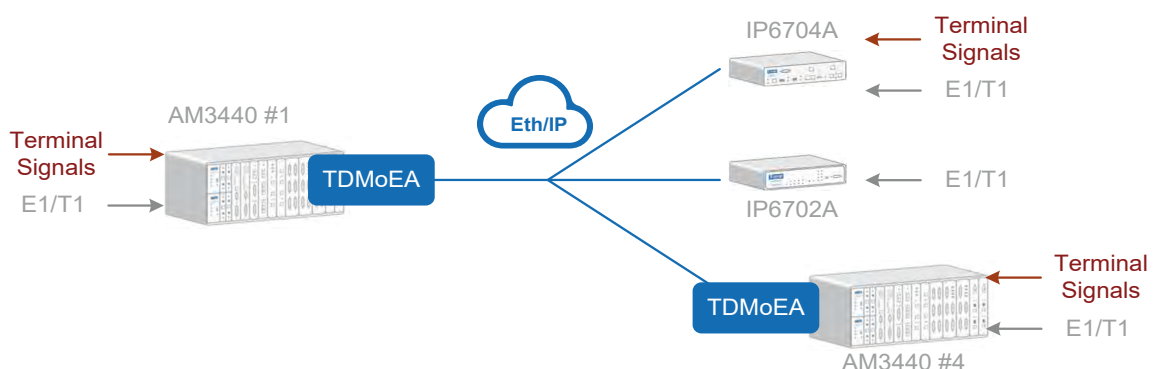 AM3440 #1
Terminal
Signals
E1/T1
TDMoEA
Eth/IP
IP6704A
Terminal
Signals
E1/T1
IP6702A
E1/T1
TDMoEA
Terminal
Signals
E1/T1
AM3440 #4